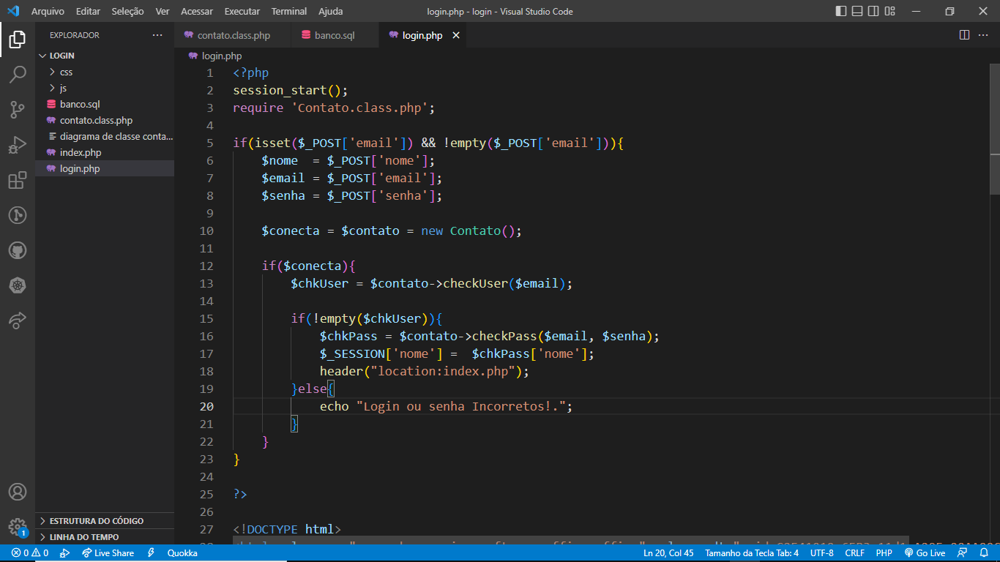 Arquivo Editar Seleção Ver Acessar Executar Terminal Ajuda login.php - login - Visual Studio Code
EXPLORADOR ···
LOGIN
css
js
banco.sql
contato.class.php
diagrama de classe conta...
index.php
login.php
ESTRUTURA DO CÓDIGO
LINHA DO TEMPO
contato.class.php banco.sql login.php
login.php
1 <?php
2 session_start();
3 require 'Contato.class.php';
4
5 if(isset($_POST['email']) && !empty($_POST['email'])){
6 $nome  = $_POST['nome'];
7 $email = $_POST['email'];
8 $senha = $_POST['senha'];
9
10 $conecta = $contato = new Contato();
11
12 if($conecta){
13 $chkUser = $contato->checkUser($email);
14
15 if(!empty($chkUser)){
16 $chkPass = $contato->checkPass($email, $senha);
17 $_SESSION['nome'] =  $chkPass['nome'];
18 header("location:index.php");
19 }else{
20 echo "Login ou senha Incorretos!.";
21 }
22 }
23 }
24
25 ?>
26
27 <!DOCTYPE html>
1
0 0 Live Share Quokka Ln 20, Col 45 Tamanho da Tecla Tab: 4 UTF-8 CRLF PHP Go Live